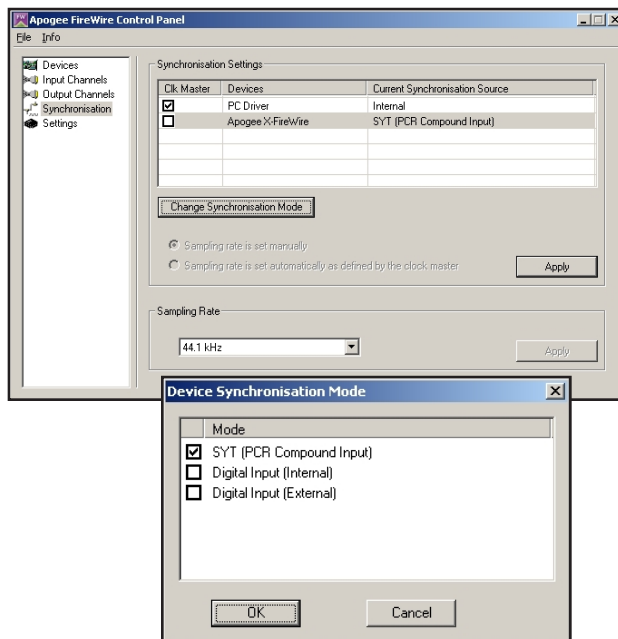 Apogee FireWire Control Panel
File Info
Devices
Input Channels
Output Channels
Synchronisation
Settings
Synchronisation Settings
Clk Master Devices Current Synchronisation Source
PC Driver Internal
Apogee X-FireWire SYT (PCR Compound Input)
Change Synchronisation Mode
Sampling rate is set manually
Sampling rate is set automatically as defined by the clock master
Apply
Sampling Rate
44.1 kHz
Apply
Device Synchronisation Mode
Mode
SYT (PCR Compound Input)
Digital Input (Internal)
Digital Input (External)
OK Cancel